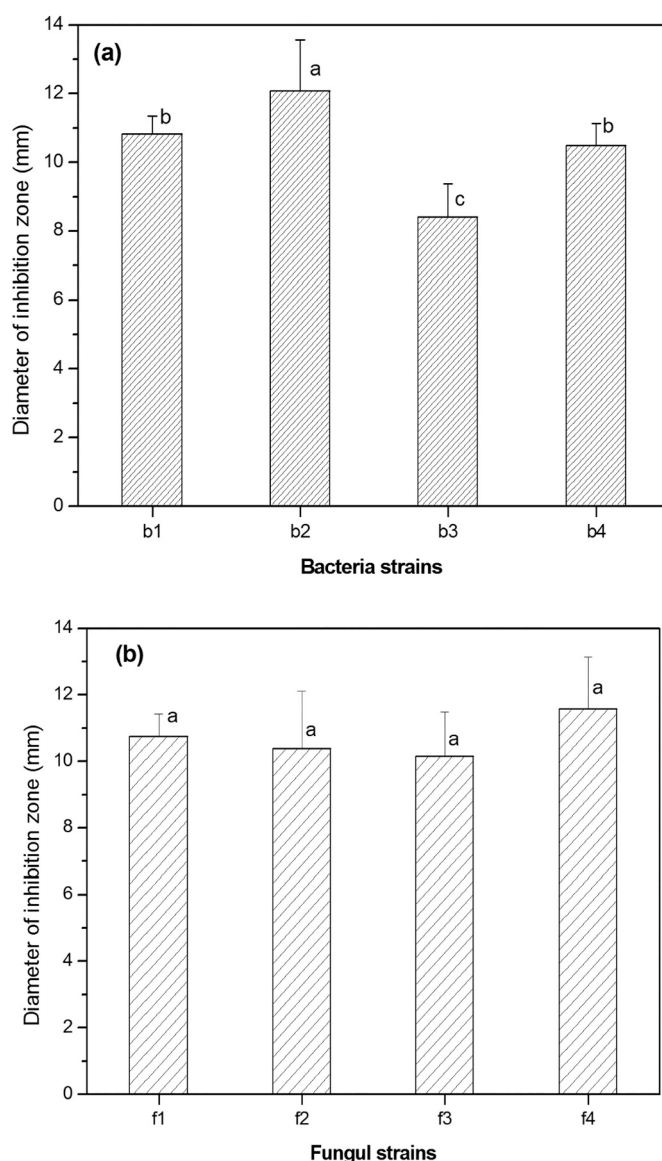 (a)
Diameter of inhibition zone (mm)
14
12
10
8
6
4
2
0
b
a
c
b
b1 b2 b3 b4
Bacteria strains
(b)
Diameter of inhibition zone (mm)
14
12
10
8
6
4
2
0
a
a
a
a
f1 f2 f3 f4
Fungul strains